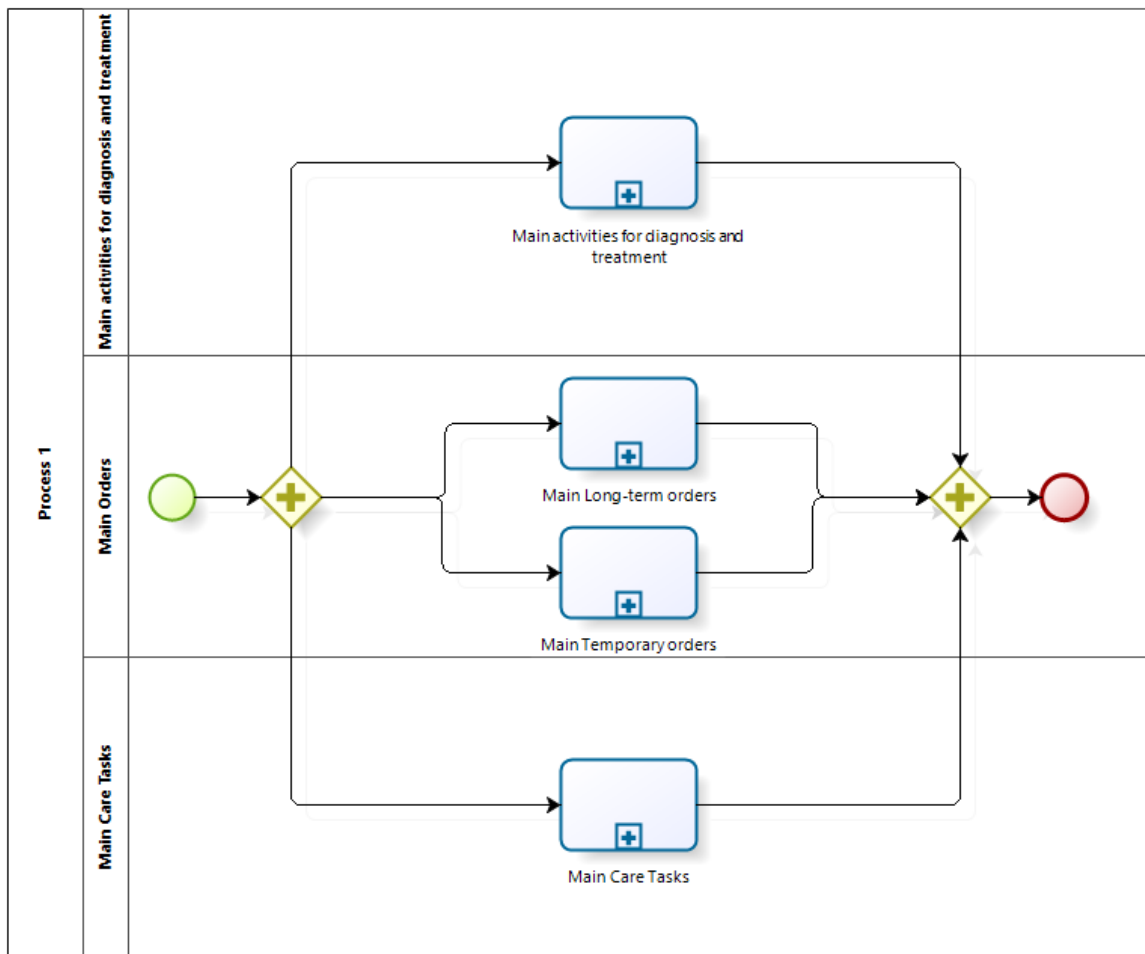 Process 1
Main activities for diagnosis and treatment
Main activities for diagnosis and
treatment
Main Orders
Main Long-term orders
Main Temporary orders
Main Care Tasks
Main Care Tasks